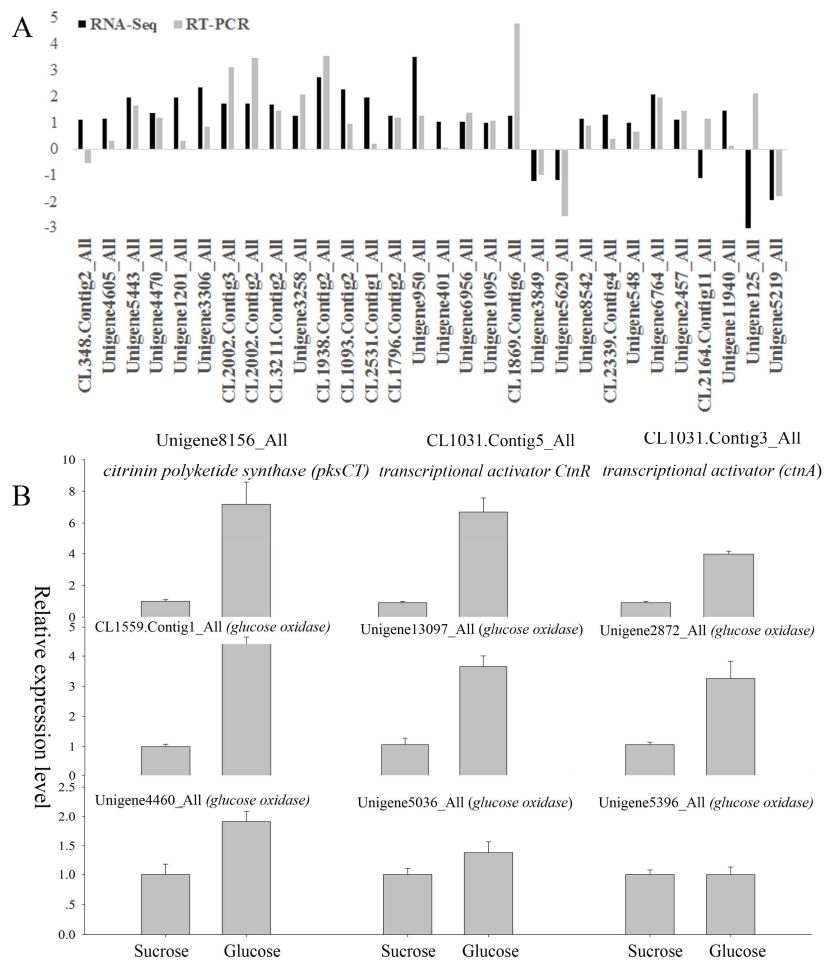 A
RNA-Seq RT-PCR
5
4
3
2
1
0
-1
-2
-3
CL348.Contig2_All
Unigene4605_All
Unigene5443_All
Unigene4470_All
Unigene1201_All
Unigene3306_All
CL2002.Contig3_All
CL2002.Contig2_All
CL3211.Contig2_All
Unigene3258_All
CL1938.Contig2_All
CL1093.Contig2_All
CL2531.Contig1_All
CL1796.Contig2_All
Unigene950_All
Unigene401_All
Unigene6956_All
Unigene1095_All
CL1869.Contig6_All
Unigene3849_All
Unigene5620_All
Unigene8542_All
CL2339.Contig4_All
Unigene548_All
Unigene6764_All
Unigene2457_All
CL2164.Contig11_All
Unigene11940_All
Unigene125_All
Unigene5219_All
B
Relative expression level
Unigene8156_All CL1031.Contig5_All CL1031.Contig3_All
citrinin polyketide synthase (pksCT) transcriptional activator CtnR transcriptional activator (ctnA)
10
8
6
4
2
0
CL1559.Contig1_All (glucose oxidase) Unigene13097_All (glucose oxidase) Unigene2872_All (glucose oxidase)
5
4
3
2
1
0
2.5
Unigene4460_All (glucose oxidase) Unigene5036_All (glucose oxidase) Unigene5396_All (glucose oxidase)
2.0
1.5
1.0
.5
0.0
Sucrose Glucose Sucrose Glucose Sucrose Glucose